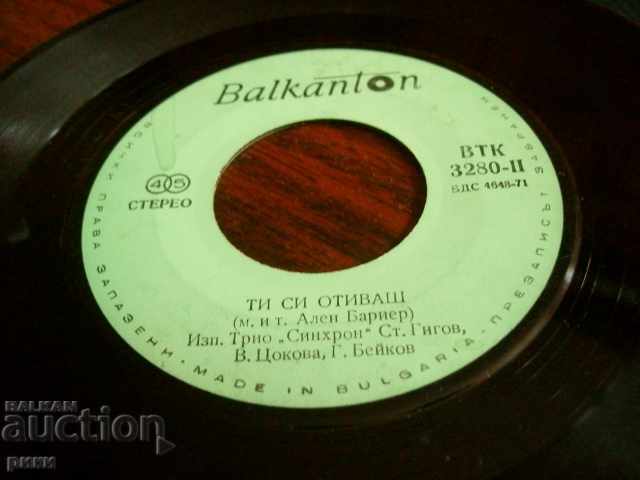 Balkanton
ВТК
3280-II
БДС 4648-71
45
СТЕРЕО
ТИ СИ ОТИВАШ
(м. и т. Ален Бариер)
Изп. Трио „Синхрон" Ст. Гигов,
В. Цокова, Г. Бейков
ВСИЧКИ ПРАВА ЗАПАЗЕНИ · MADE IN BULGARIA · ПРЕЗАПИСЪТ ЗАБРАНЕН
BALKAN
auction
рики